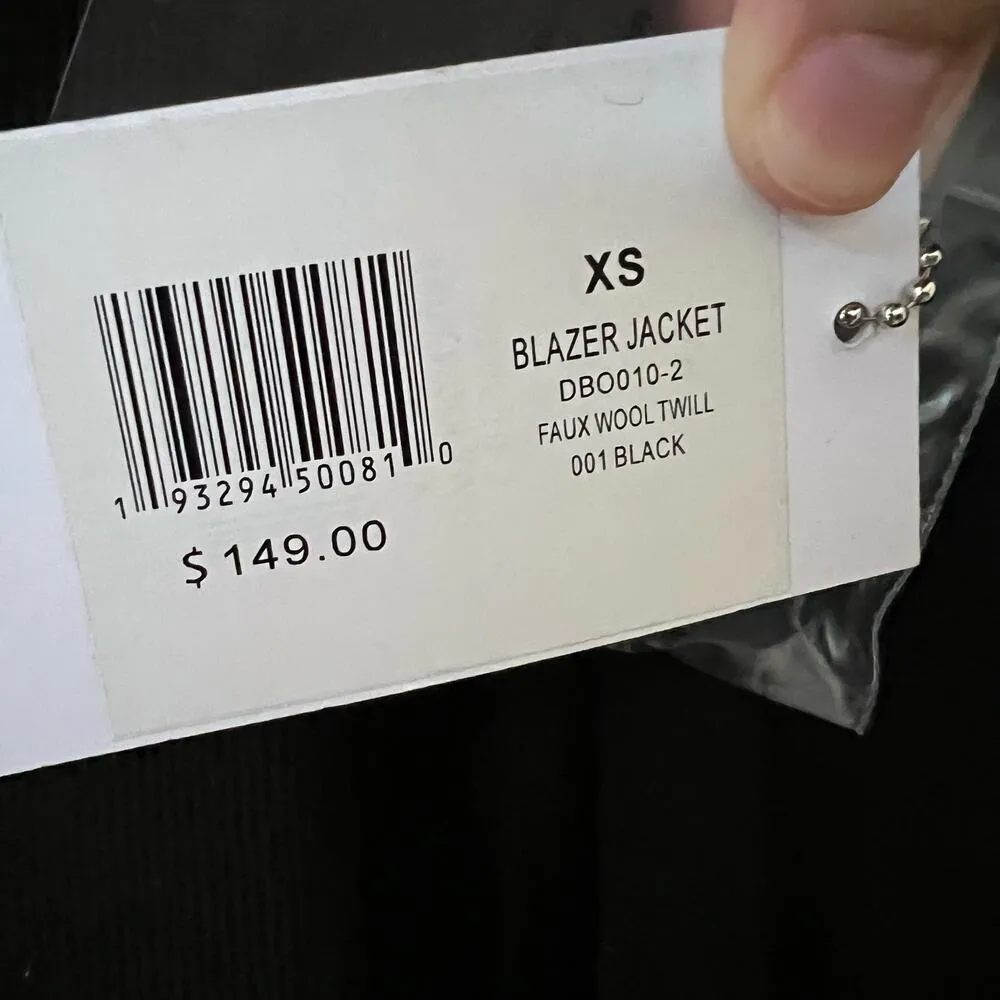 1 93294 50081 0
$ 149.00
XS
BLAZER JACKET
DBO010-2
FAUX WOOL TWILL
001 BLACK